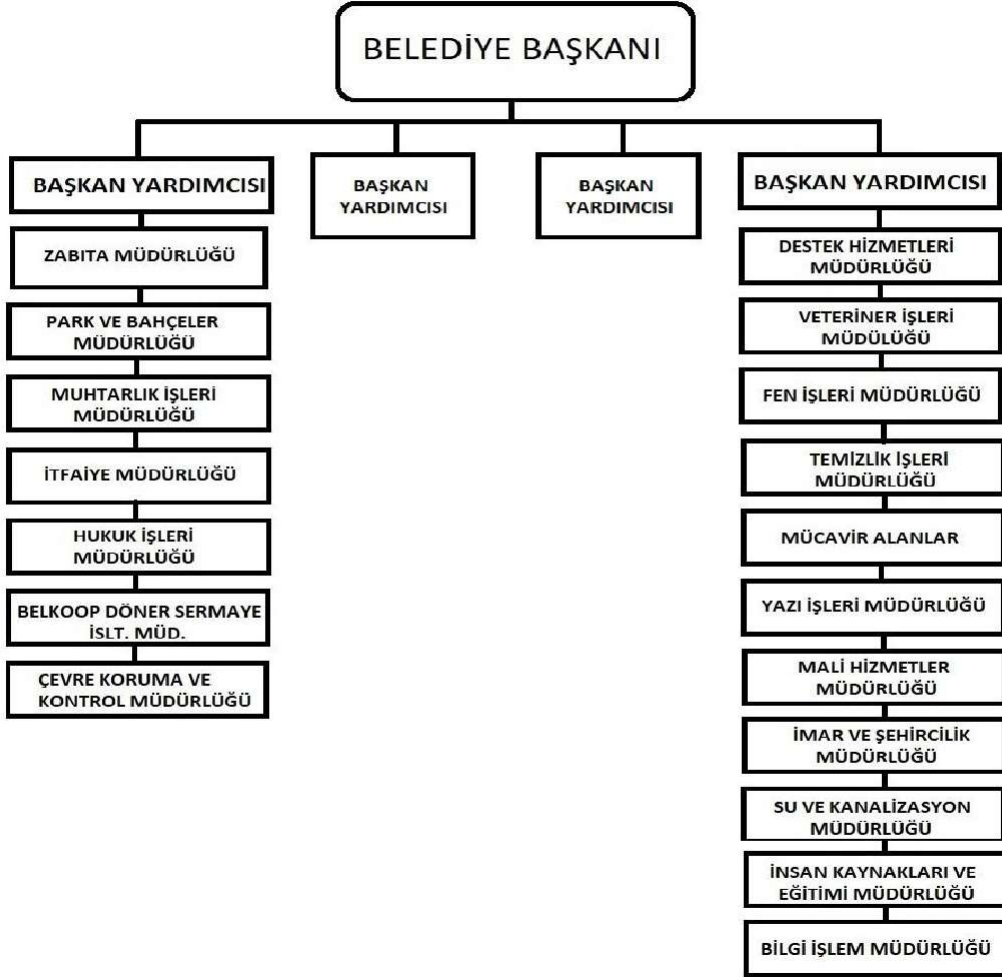 BELEDİYE BAŞKANI
BAŞKAN YARDIMCISI
ZABITA MÜDÜRLÜĞÜ
PARK VE BAHÇELER
MÜDÜRLÜĞÜ
MUHTARLIK İŞLERİ
MÜDÜRLÜĞÜ
İTFAİYE MÜDÜRLÜĞÜ
HUKUK İŞLERİ
MÜDÜRLÜĞÜ
BELKOOP DÖNER SERMAYE
İSLT. MÜD.
ÇEVRE KORUMA VE
KONTROL MÜDÜRLÜĞÜ
BAŞKAN
YARDIMCISI
BAŞKAN
YARDIMCISI
BAŞKAN YARDIMCISI
DESTEK HİZMETLERİ
MÜDÜRLÜĞÜ
VETERİNER İŞLERİ
MÜDÜLÜĞÜ
FEN İŞLERİ MÜDÜRLÜĞÜ
TEMİZLİK İŞLERİ
MÜDÜRLÜĞÜ
MÜCAVİR ALANLAR
YAZI İŞLERİ MÜDÜRLÜĞÜ
MALİ HİZMETLER
MÜDÜRLÜĞÜ
İMAR VE ŞEHİRCİLİK
MÜDÜRLÜĞÜ
SU VE KANALİZASYON
MÜDÜRLÜĞÜ
İNSAN KAYNAKLARI VE
EĞİTİMİ MÜDÜRLÜĞÜ
BİLGİ İŞLEM MÜDÜRLÜĞÜ